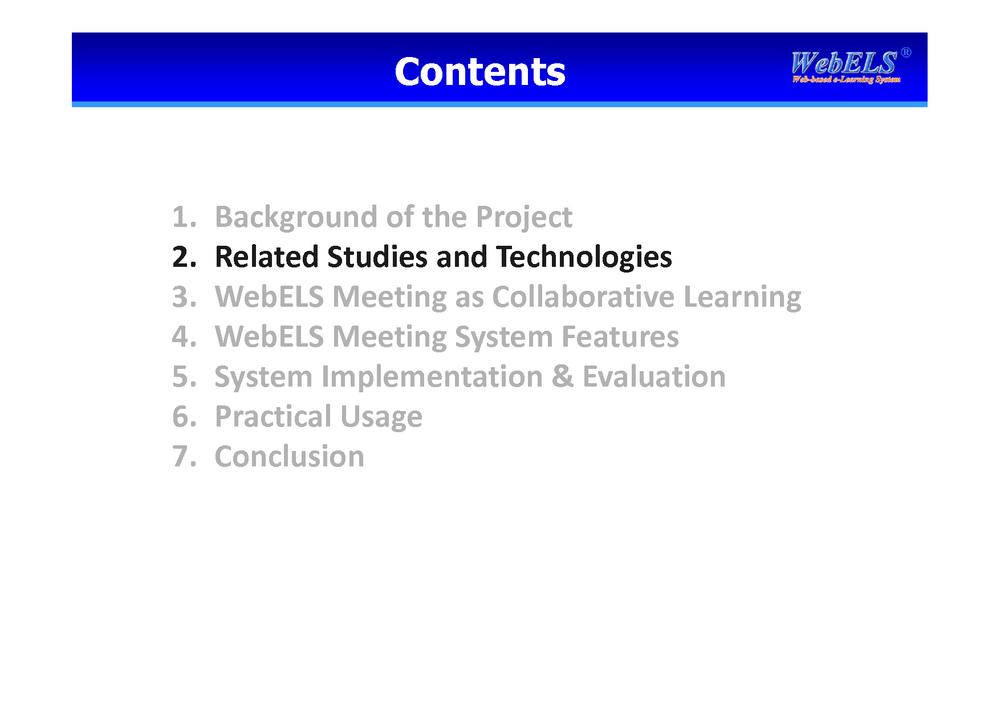 Contents
WebELS®
Web-based e-Learning System
1. Background of the Project
2. Related Studies and Technologies
3. WebELS Meeting as Collaborative Learning
4. WebELS Meeting System Features
5. System Implementation & Evaluation
6. Practical Usage
7. Conclusion